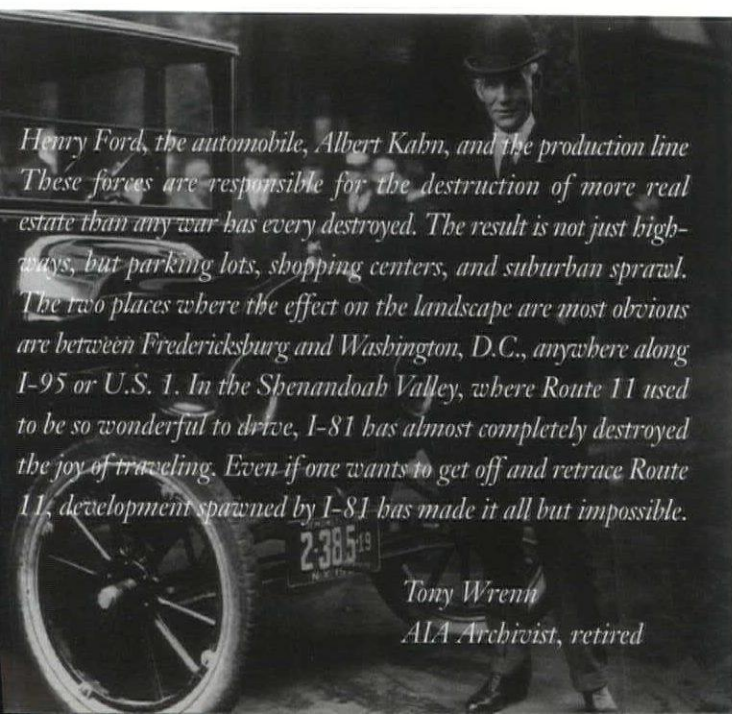 Henry Ford, the automobile, Albert Kahn, and the production line
These forces are responsible for the destruction of more real
estate than any war has every destroyed. The result is not just high-
ways, but parking lots, shopping centers, and suburban sprawl.
The two places where the effect on the landscape are most obvious
are between Fredericksburg and Washington, D.C., anywhere along
I-95 or U.S. 1. In the Shenandoah Valley, where Route 11 used
to be so wonderful to drive, I-81 has almost completely destroyed
the joy of traveling. Even if one wants to get off and retrace Route
11, development spawned by I-81 has made it all but impossible.
2-385
19
Tony Wrenn
AIA Archivist, retired